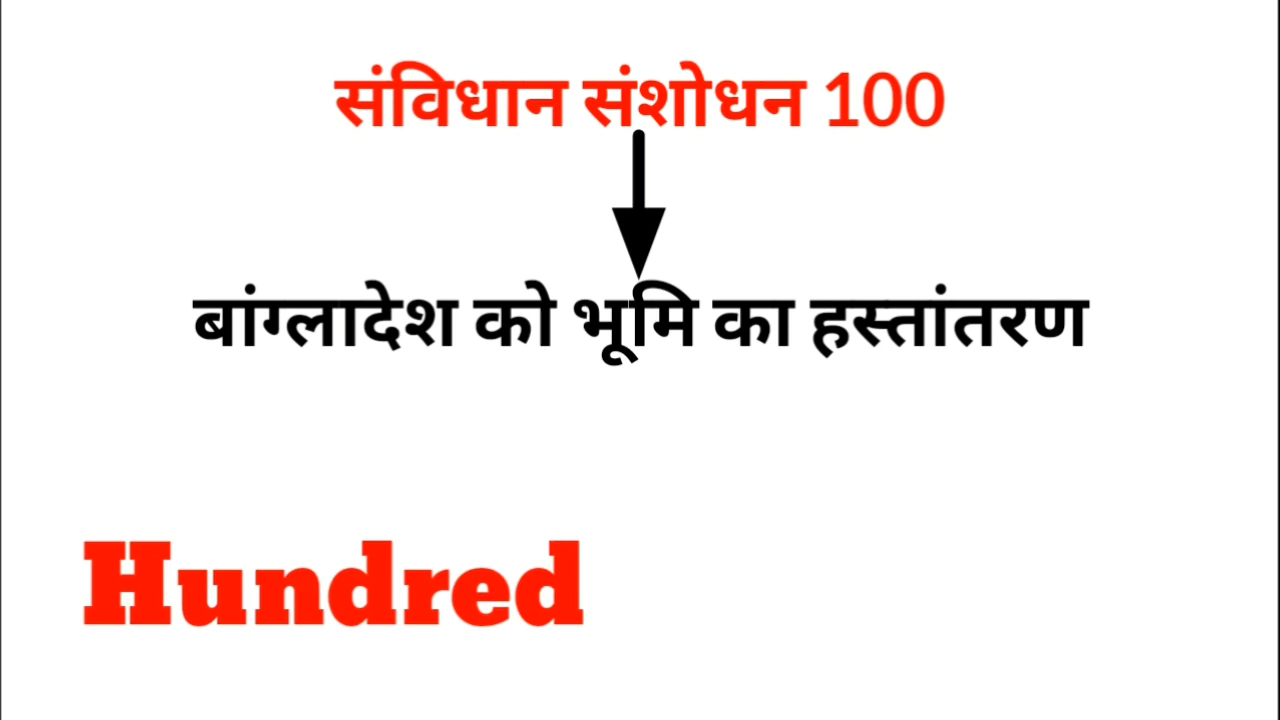 संविधान संशोधन 100
बांग्लादेश को भूमि का हस्तांतरण
Hundred